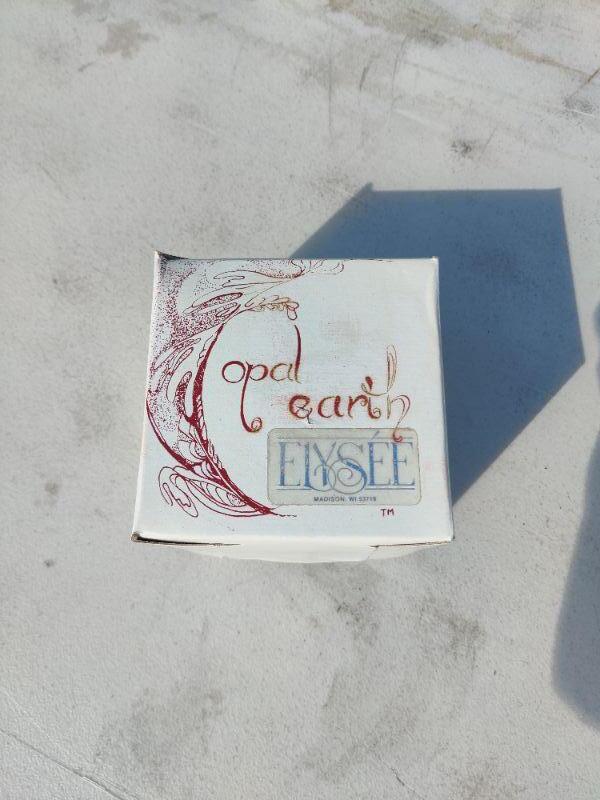 opal
earth
ELYSÉE
MADISON, WI 53719
TM